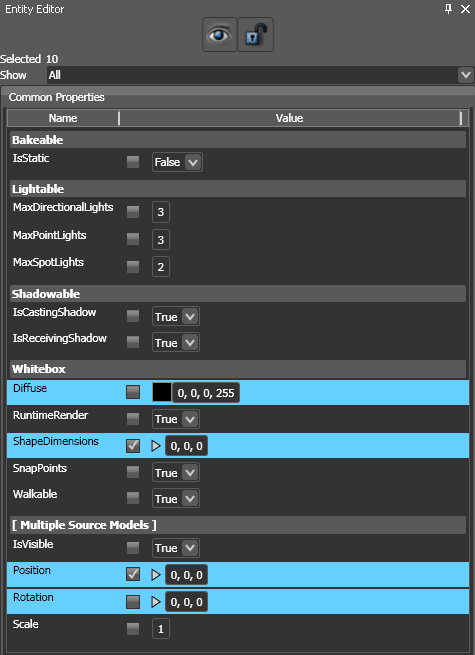 Entity Editor
Selected 10
Show All
Common Properties
Name Value
Bakeable
IsStatic False
Lightable
MaxDirectionalLights 3
MaxPointLights 3
MaxSpotLights 2
Shadowable
IsCastingShadow True
IsReceivingShadow True
Whitebox
Diffuse 0, 0, 0, 255
RuntimeRender True
ShapeDimensions 0, 0, 0
SnapPoints True
Walkable True
[ Multiple Source Models ]
IsVisible True
Position 0, 0, 0
Rotation 0, 0, 0
Scale 1